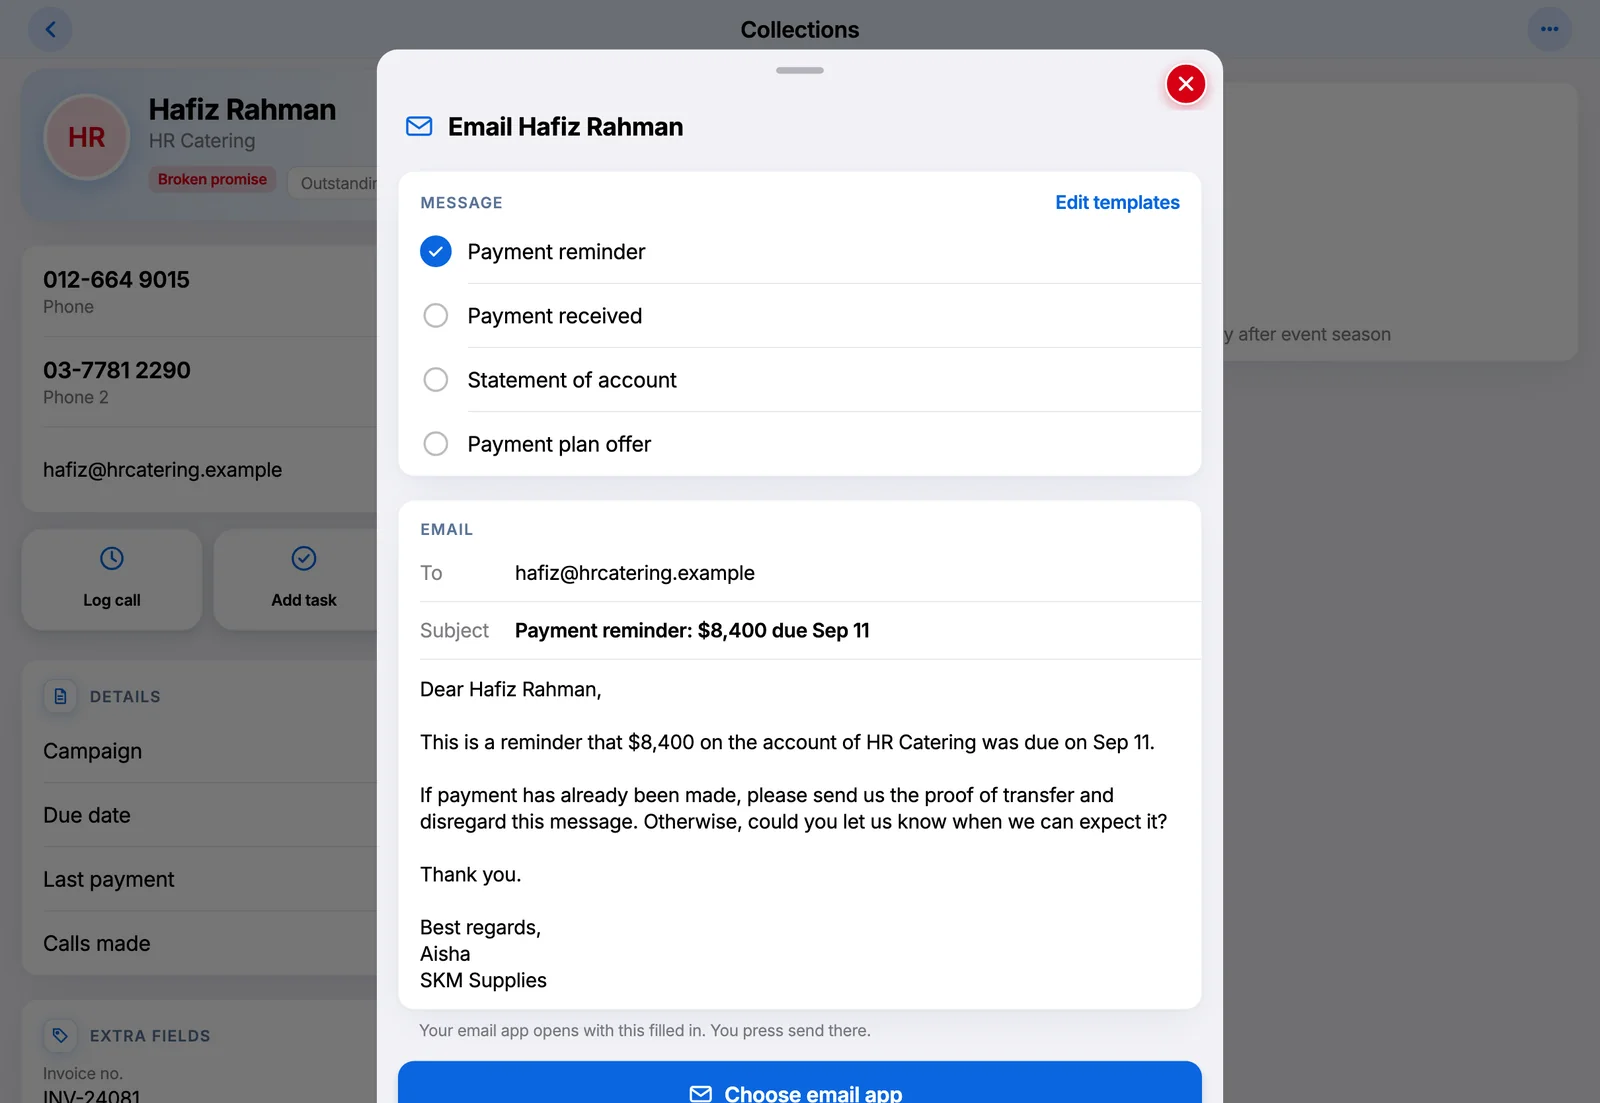 Collections
Hafiz Rahman
HR
HR Catering
Broken promise
012-664 9015
Phone
03-7781 2290
Phone 2
hafiz@hrcatering.example
Log call
Add task
DETAILS
Campaign
Due date
Last payment
Calls made
EXTRA FIELDS
Invoice no.
INV-24081
Email Hafiz Rahman
MESSAGE
Edit templates
Payment reminder
Payment received
Statement of account
Payment plan offer
EMAIL
To hafiz@hrcatering.example
Subject Payment reminder: $8,400 due Sep 11
Dear Hafiz Rahman,
This is a reminder that $8,400 on the account of HR Catering was due on Sep 11.
If payment has already been made, please send us the proof of transfer and
disregard this message. Otherwise, could you let us know when we can expect it?
Thank you.
Best regards,
Aisha
SKM Supplies
Your email app opens with this filled in. You press send there.
Choose email app
after event season